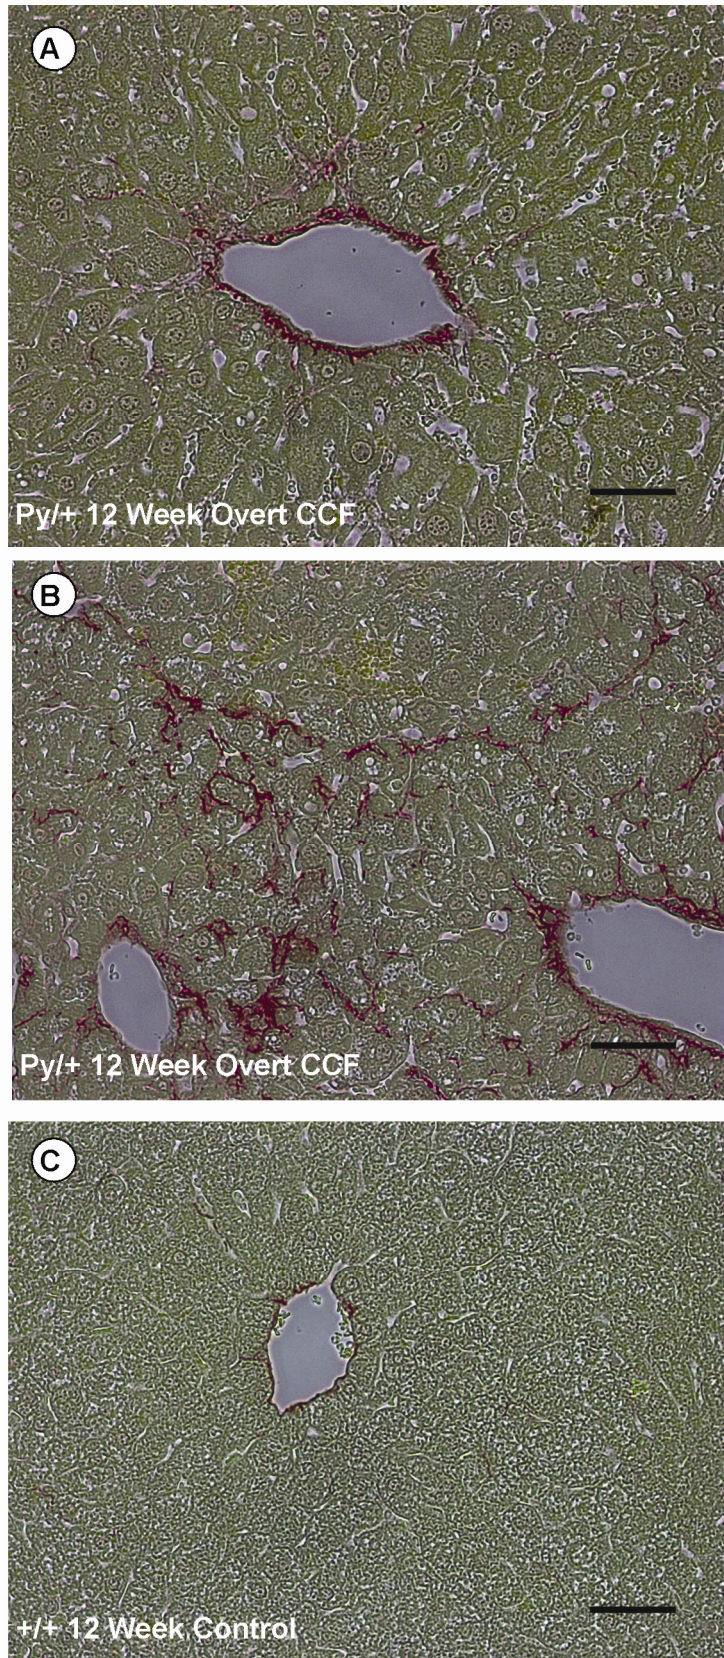 A
Py/+ 12 Week Overt CCF
B
Py/+ 12 Week Overt CCF
C
+/+ 12 Week Control